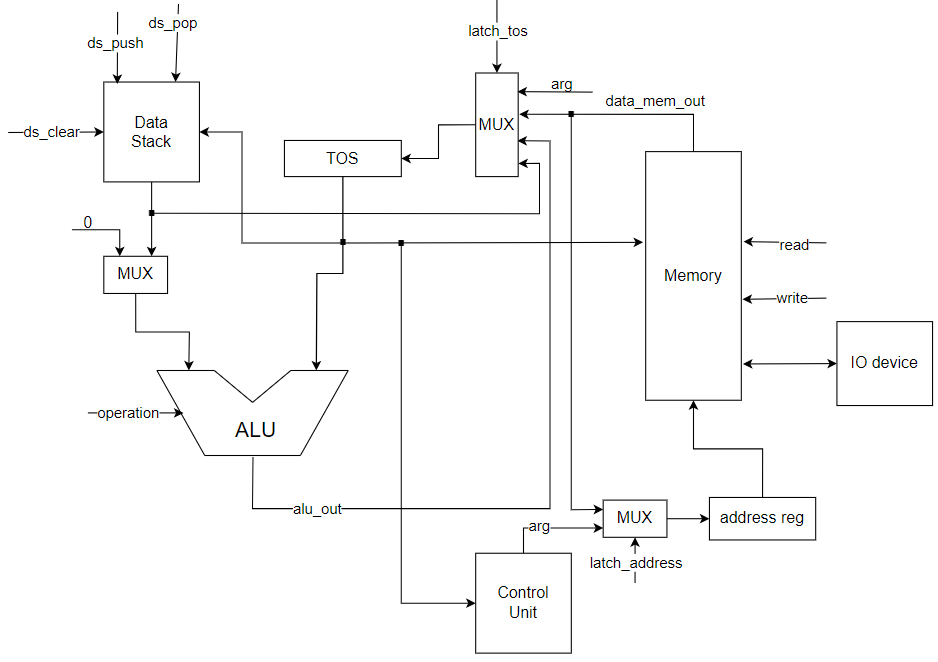 ds_pop
latch_tos
ds_push
arg
data_mem_out
Data
Stack
MUX
ds_clear
TOS
0
read
MUX
Memory
write
IO device
operation
ALU
alu_out
MUX
address reg
arg
latch_address
Control
Unit